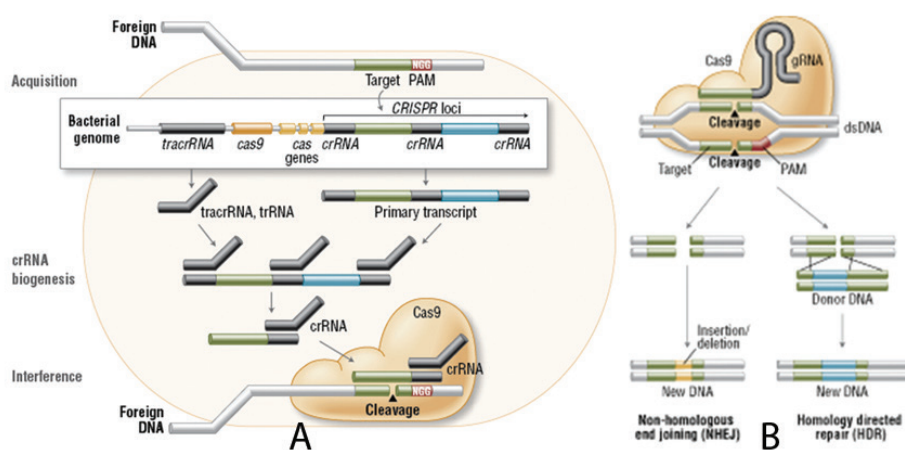 Foreign
DNA
Acquisition
NGG
Target PAM
CRISPR loci
Bacterial
genome
tracrRNA
cas9
cas
genes
crRNA
crRNA
crRNA
tracrRNA, trRNA
Primary transcript
crRNA
biogenesis
crRNA
Cas9
crRNA
Interference
NGG
Cleavage
Foreign
DNA
A
Cas9
gRNA
Cleavage
dsDNA
Cleavage
Target
PAM
Donor DNA
Insertion/
deletion
New DNA
New DNA
Non-homologous
end joining (NHEJ)
B
Homology directed
repair (HDR)